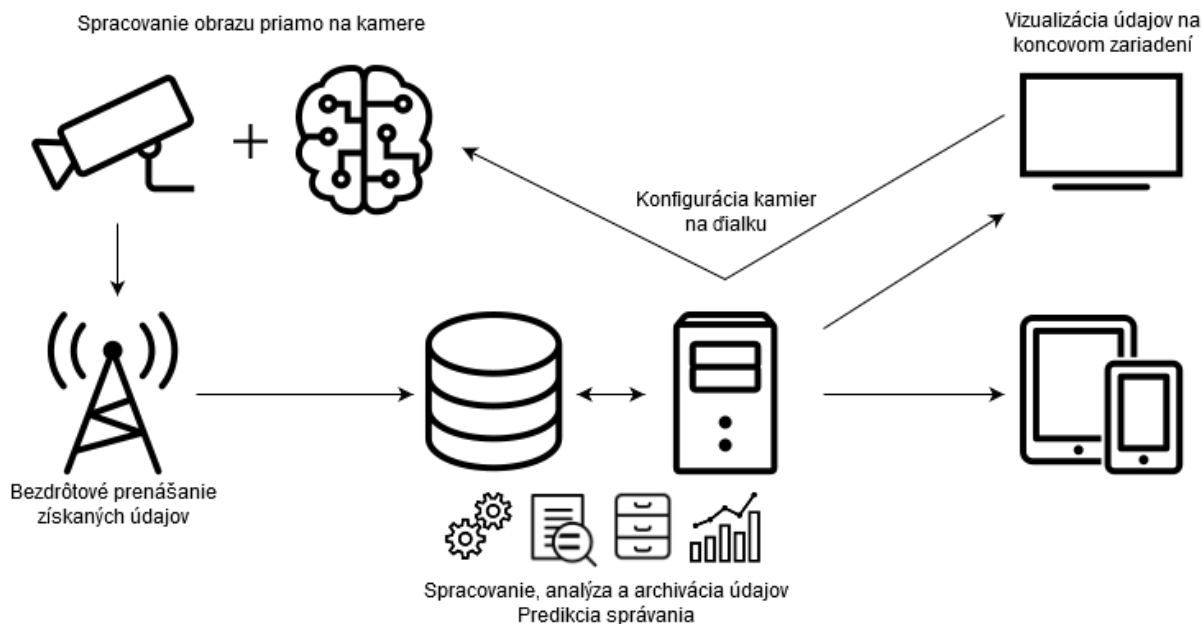 Spracovanie obrazu priamo na kamere
Vizualizácia údajov na
koncovom zariadení
Konfigurácia kamier
na ďialku
Bezdrôtové prenášanie
získaných údajov
Spracovanie, analýza a archivácia údajov
Predikcia správania